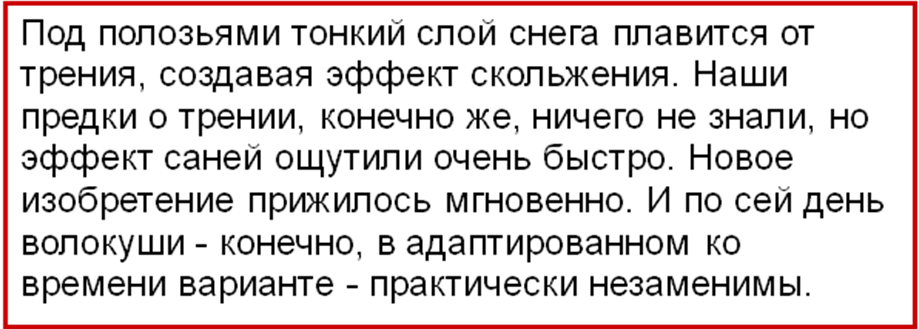 Под полозьями тонкий слой снега плавится от
трения, создавая эффект скольжения. Наши
предки о трении, конечно же, ничего не знали, но
эффект саней ощутили очень быстро. Новое
изобретение прижилось мгновенно. И по сей день
волокуши - конечно, в адаптированном ко
времени варианте - практически незаменимы.